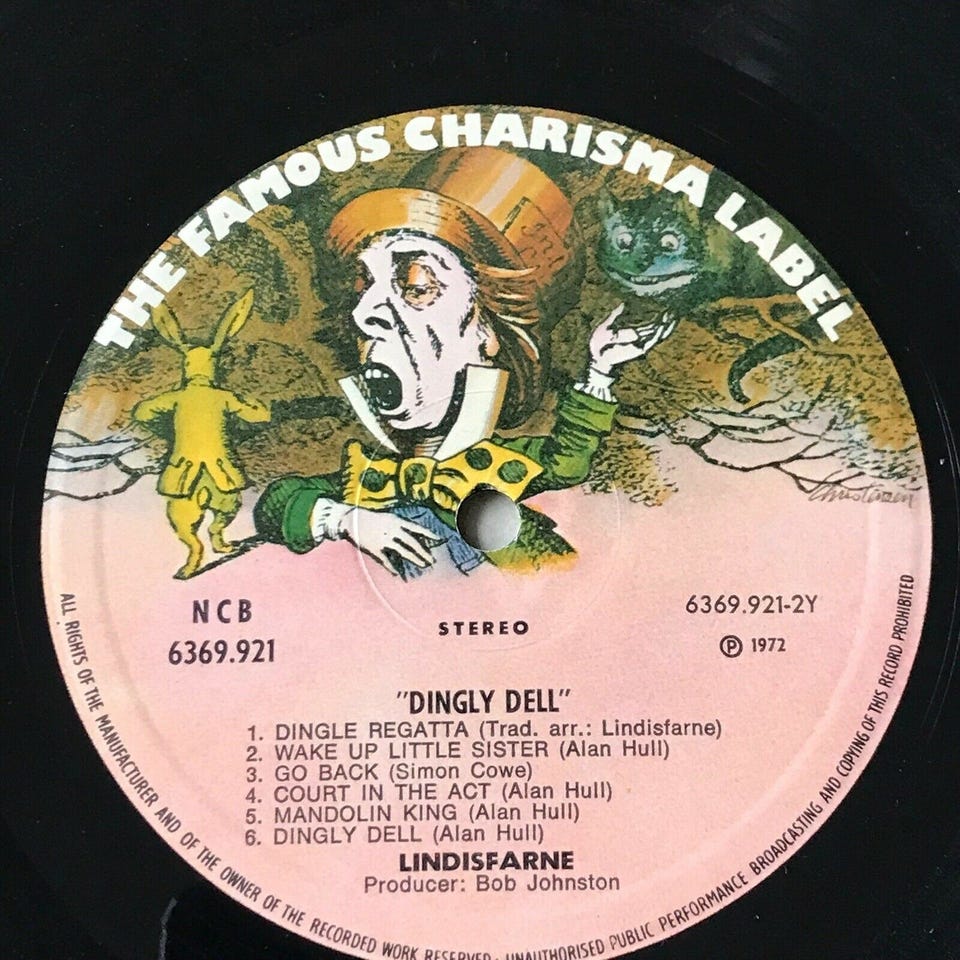 THE FAMOUS CHARISMA LABEL
NCB
6369.921
STEREO
6369.921-2Y
Ⓟ 1972
"DINGLY DELL"
1. DINGLE REGATTA (Trad. arr.: Lindisfarne)
2. WAKE UP LITTLE SISTER (Alan Hull)
3. GO BACK (Simon Cowe)
4. COURT IN THE ACT (Alan Hull)
5. MANDOLIN KING (Alan Hull)
6. DINGLY DELL (Alan Hull)
LINDISFARNE
Producer: Bob Johnston
ALL RIGHTS OF THE MANUFACTURER AND OF THE OWNER OF THE RECORDED WORK RESERVED · UNAUTHORISED PUBLIC PERFORMANCE BROADCASTING AND COPYING OF THIS RECORD PROHIBITED